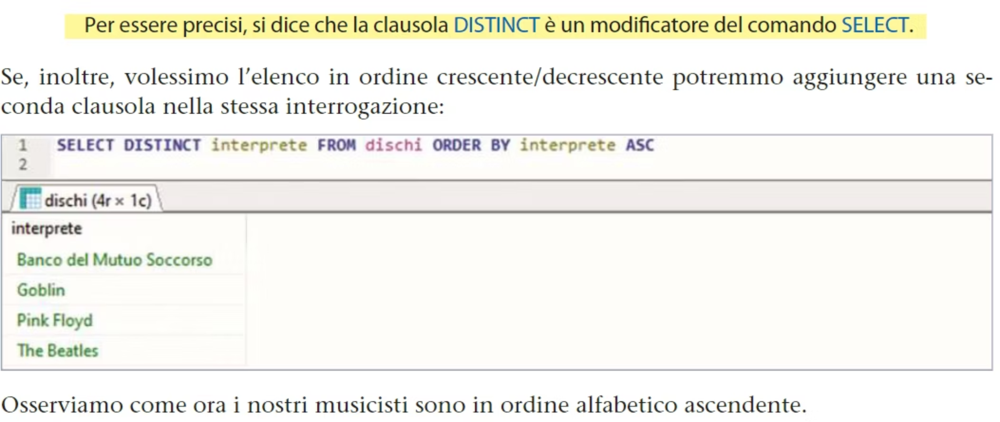 Per essere precisi, si dice che la clausola DISTINCT è un modificatore del comando SELECT.
Se, inoltre, volessimo l'elenco in ordine crescente/decrescente potremmo aggiungere una se-
conda clausola nella stessa interrogazione:
1 SELECT DISTINCT interprete FROM dischi ORDER BY interprete ASC
2
dischi (4r × 1c)
interprete
Banco del Mutuo Soccorso
Goblin
Pink Floyd
The Beatles
Osserviamo come ora i nostri musicisti sono in ordine alfabetico ascendente.